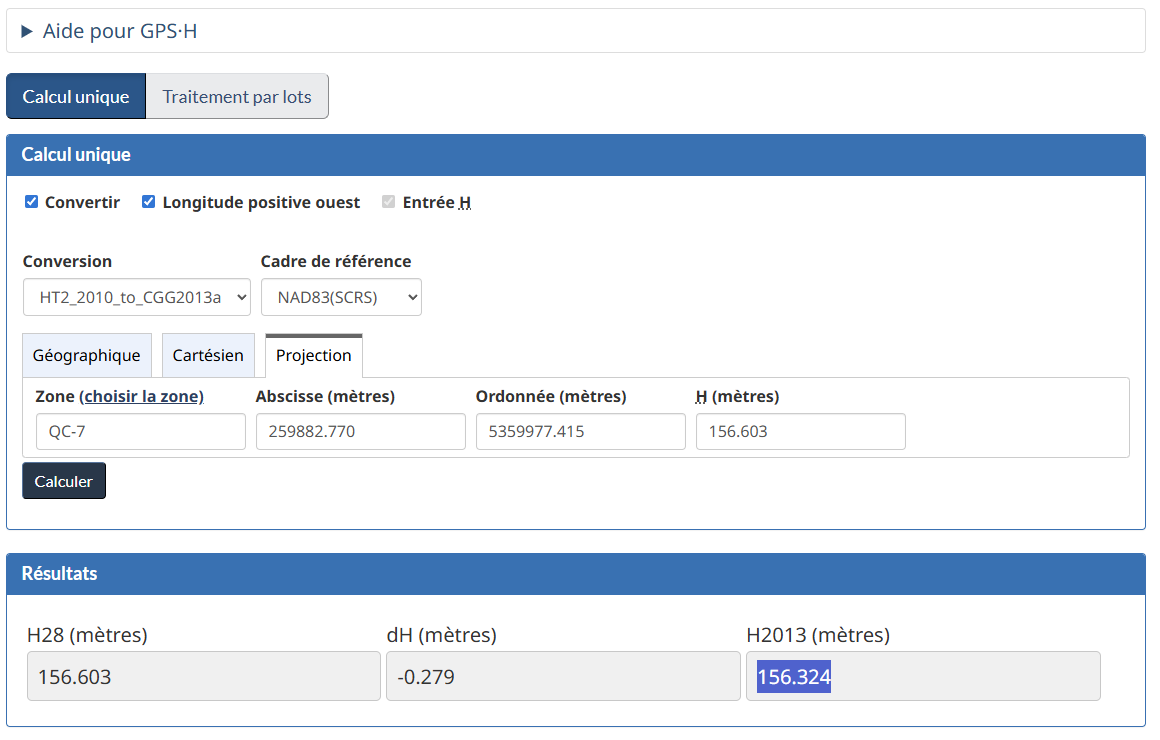 Aide pour GPS·H
Calcul unique Traitement par lots
Calcul unique
Convertir Longitude positive ouest Entrée H
Conversion Cadre de référence
HT2_2010_to_CGG2013a NAD83(SCRS)
Géographique Cartésien Projection
Zone (choisir la zone) Abscisse (mètres) Ordonnée (mètres) H (mètres)
QC-7 259882.770 5359977.415 156.603
Calculer
Résultats
H28 (mètres) dH (mètres) H2013 (mètres)
156.603 -0.279 156.324